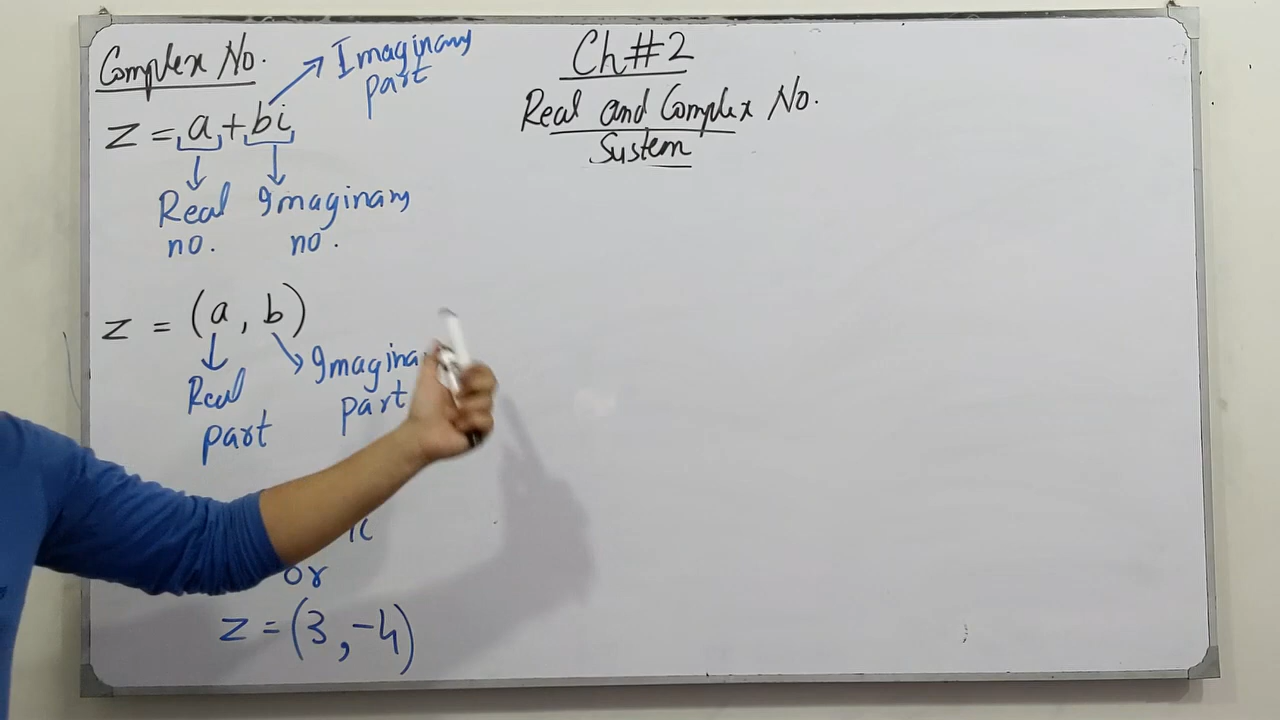 Complex No.
Imaginary
part
z = a + bi
Real
no.
Imaginary
no.
z = (a, b)
Real
part
Imagina
part
or
z = (3, -4)
Ch#2
Real and Complex No.
System